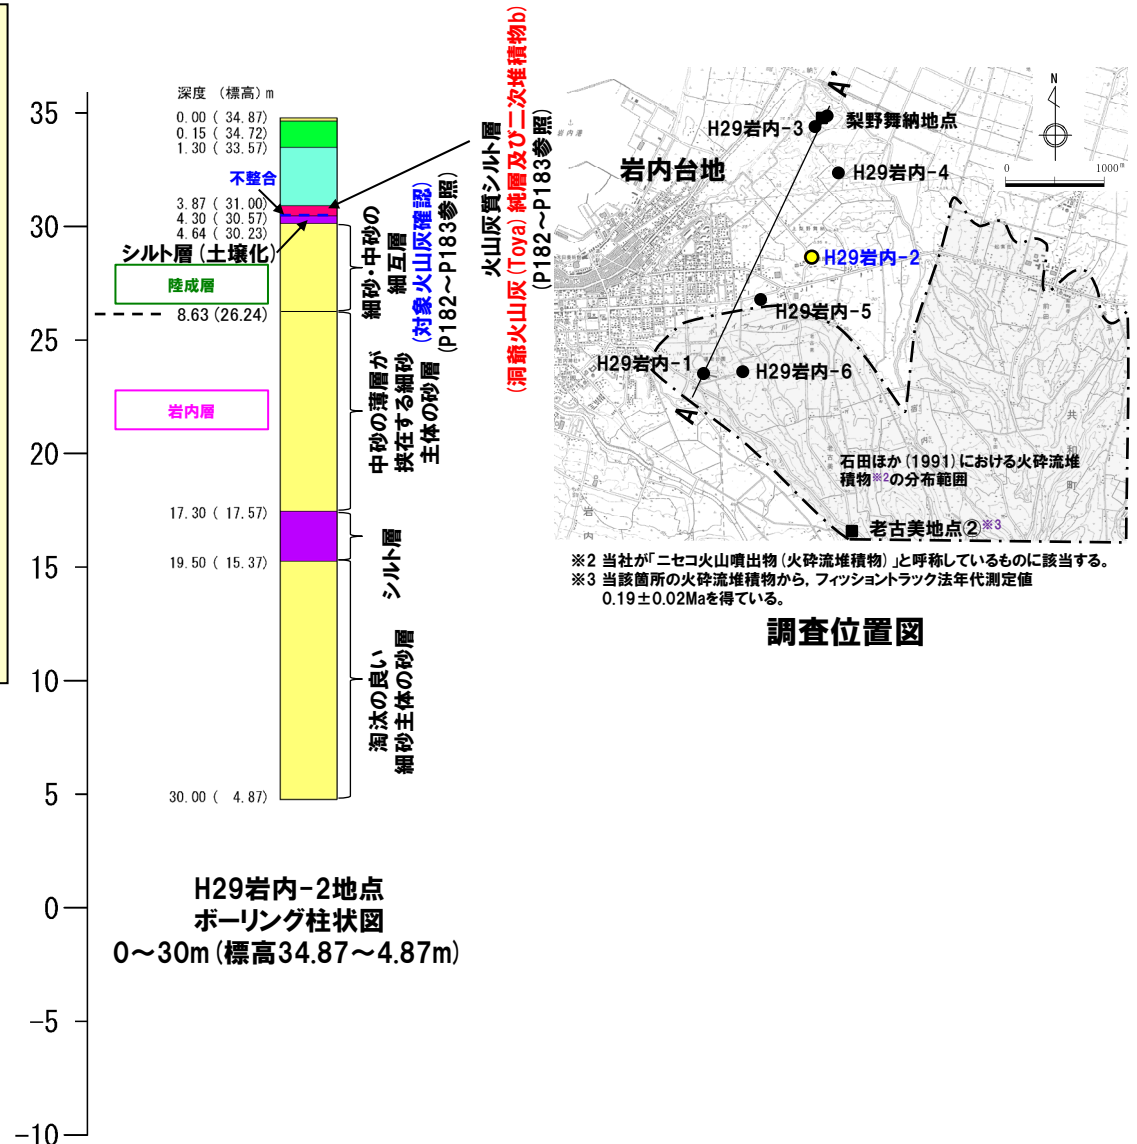 35
30
25
20
15
10
5
0
-5
-10
深度 (標高) m
0.00 ( 34.87)
0.15 ( 34.72)
1.30 ( 33.57)
不整合
3.87 ( 31.00)
4.30 ( 30.57)
4.64 ( 30.23)
シルト層(土壌化)
陸成層
8.63 (26.24)
岩内層
17.30 ( 17.57)
19.50 ( 15.37)
30.00 ( 4.87)
細砂・中砂の
細互層
(対象火山灰確認)
(P182～P183参照)
火山灰質シルト層
(洞爺火山灰(Toya)純層及び二次堆積物b)
(P182～P183参照)
中砂の薄層が
挟在する細砂
主体の砂層
シルト層
淘汰の良い
細砂主体の砂層
H29岩内-2地点
ボーリング柱状図
0～30m(標高34.87～4.87m)
A'
H29岩内-3
梨野舞納地点
N
岩内台地
H29岩内-4
0 1000m
H29岩内-2
H29岩内-5
H29岩内-1
H29岩内-6
A
共和町
石田ほか(1991)における火砕流堆
積物※2の分布範囲
老古美地点②※3
※2 当社が「ニセコ火山噴出物(火砕流堆積物)」と呼称しているものに該当する。
※3 当該箇所の火砕流堆積物から,フィッショントラック法年代測定値
0.19±0.02Maを得ている。
調査位置図